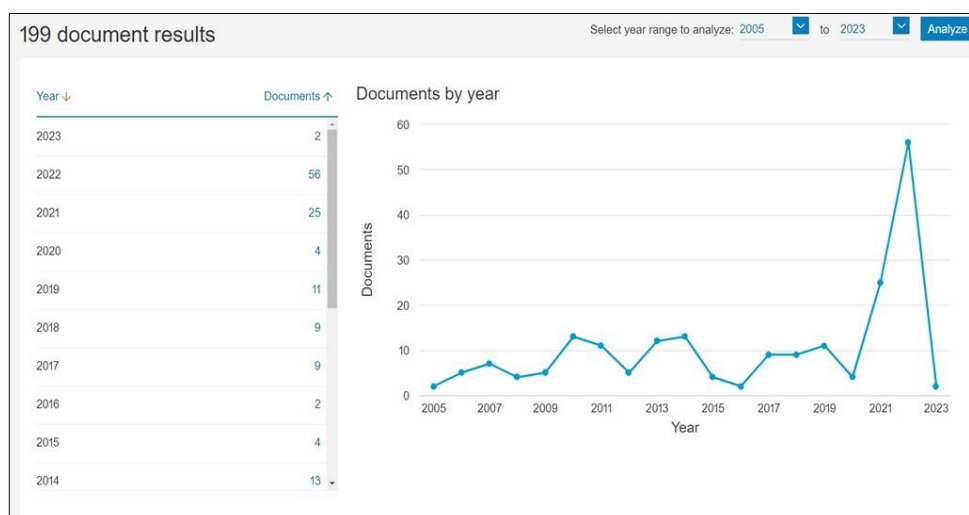 199 document results
Select year range to analyze: 2005 to 2023 Analyze
Year Documents
2023 2
2022 56
2021 25
2020 4
2019 11
2018 9
2017 9
2016 2
2015 4
2014 13
Documents by year
60
50
40
30
20
10
0
Documents
2005 2007 2009 2011 2013 2015 2017 2019 2021 2023
Year